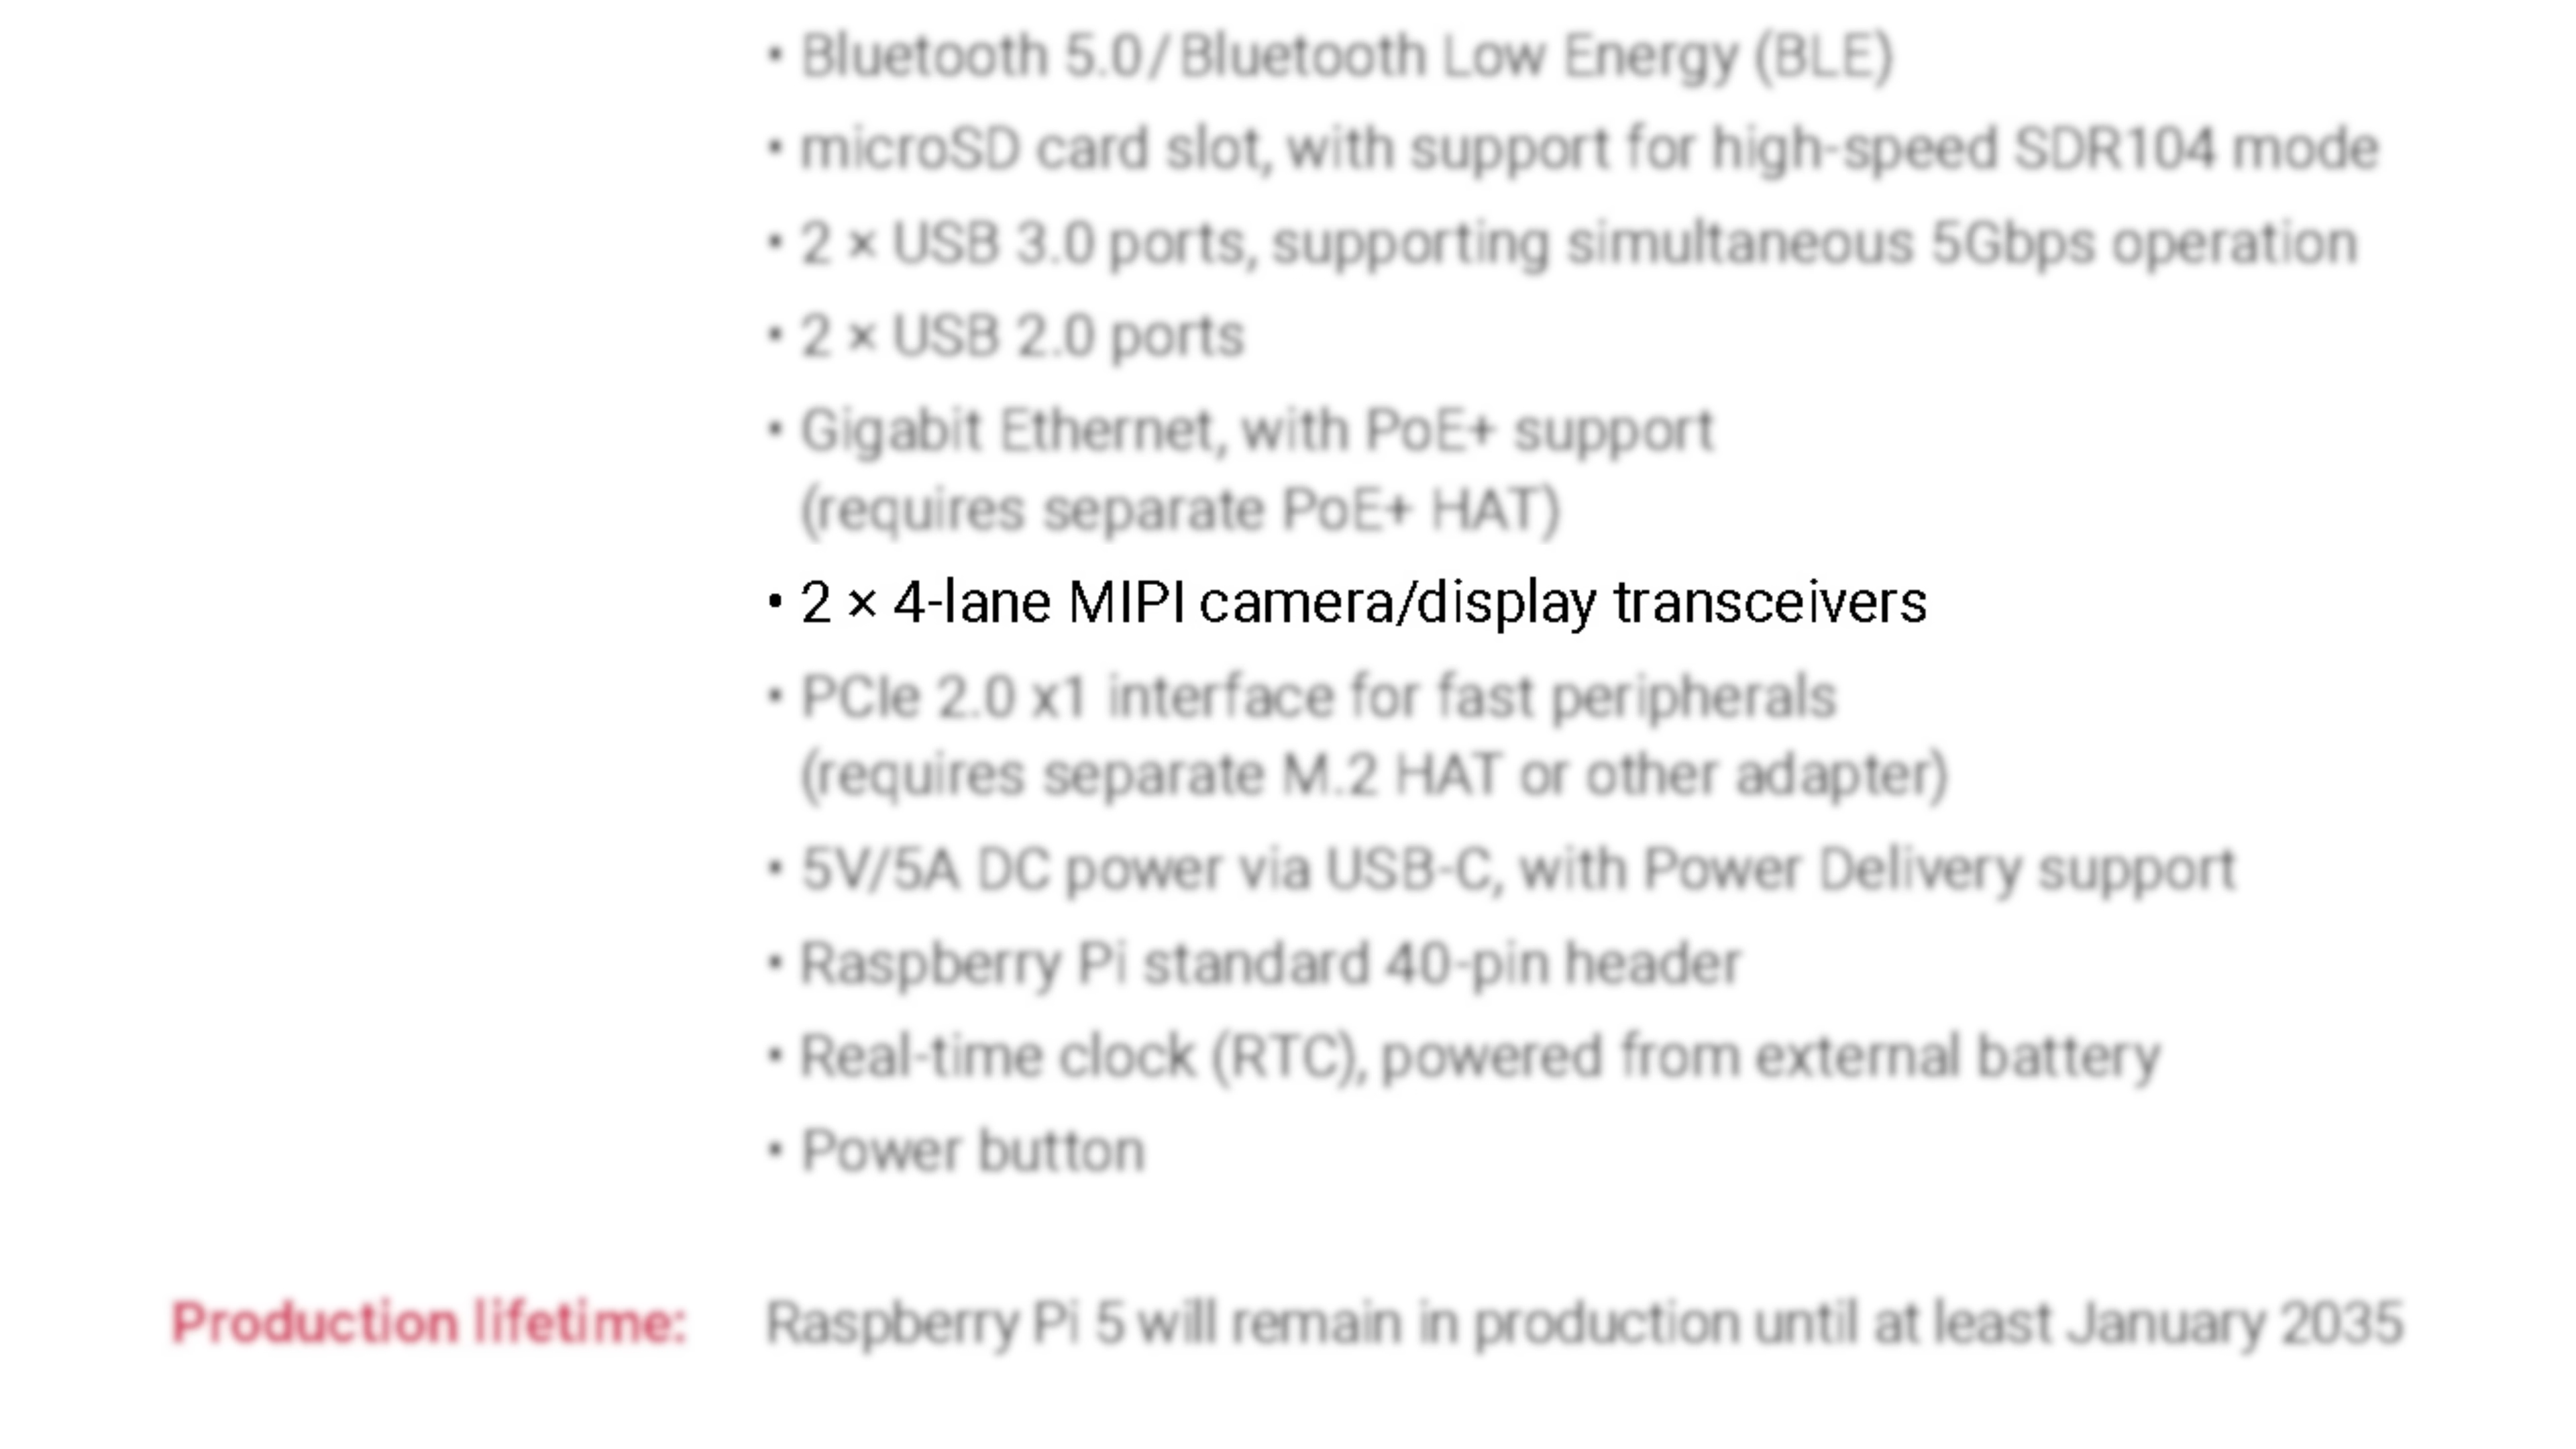 • Bluetooth 5.0/Bluetooth Low Energy (BLE)
• microSD card slot, with support for high-speed SDR104 mode
• 2 × USB 3.0 ports, supporting simultaneous 5Gbps operation
• 2 × USB 2.0 ports
• Gigabit Ethernet, with PoE+ support
(requires separate PoE+ HAT)
• 2 × 4-lane MIPI camera/display transceivers
• PCIe 2.0 x1 interface for fast peripherals
(requires separate M.2 HAT or other adapter)
• 5V/5A DC power via USB-C, with Power Delivery support
• Raspberry Pi standard 40-pin header
• Real-time clock (RTC), powered from external battery
• Power button
Production lifetime: Raspberry Pi 5 will remain in production until at least January 2035